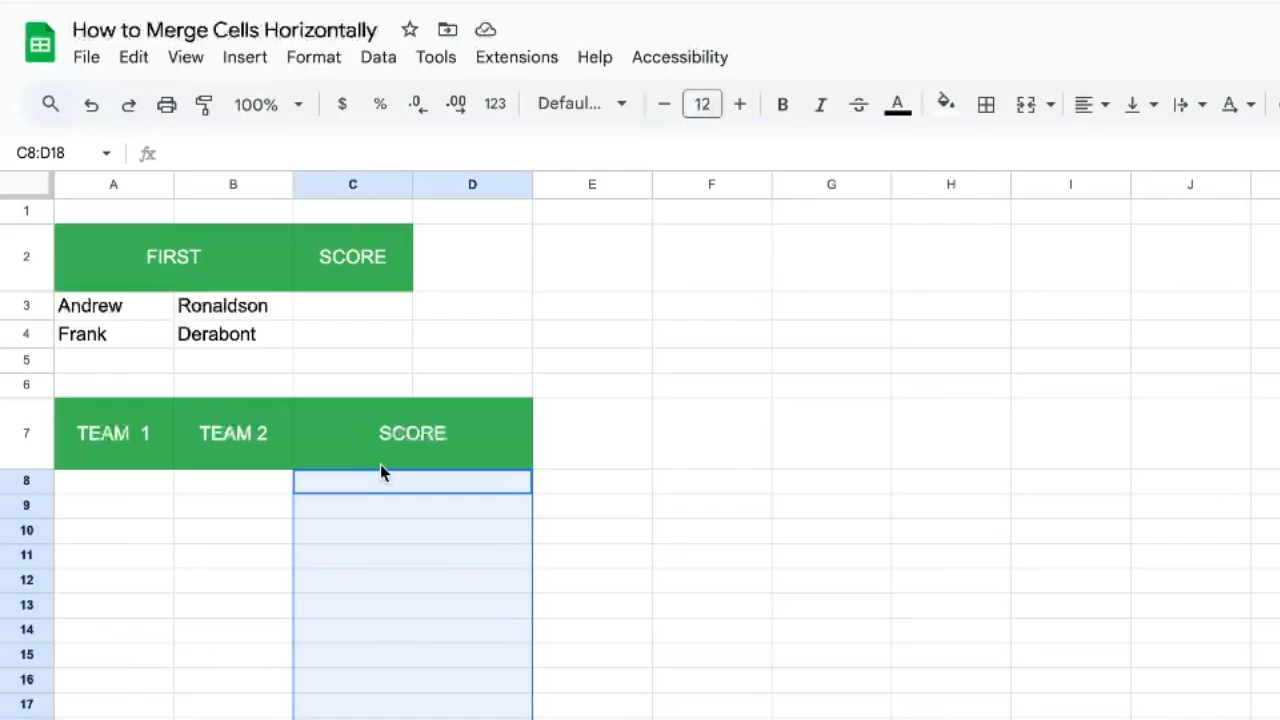 How to Merge Cells Horizontally
File Edit View Insert Format Data Tools Extensions Help Accessibility
100% $ % .0 .00 123 Defaul... − 12 + B I S A A
C8:D18 fx
A B C D E F G H I J
1
2 FIRST SCORE
3 Andrew Ronaldson
4 Frank Derabont
5
6
7 TEAM 1 TEAM 2 SCORE
8
9
10
11
12
13
14
15
16
17